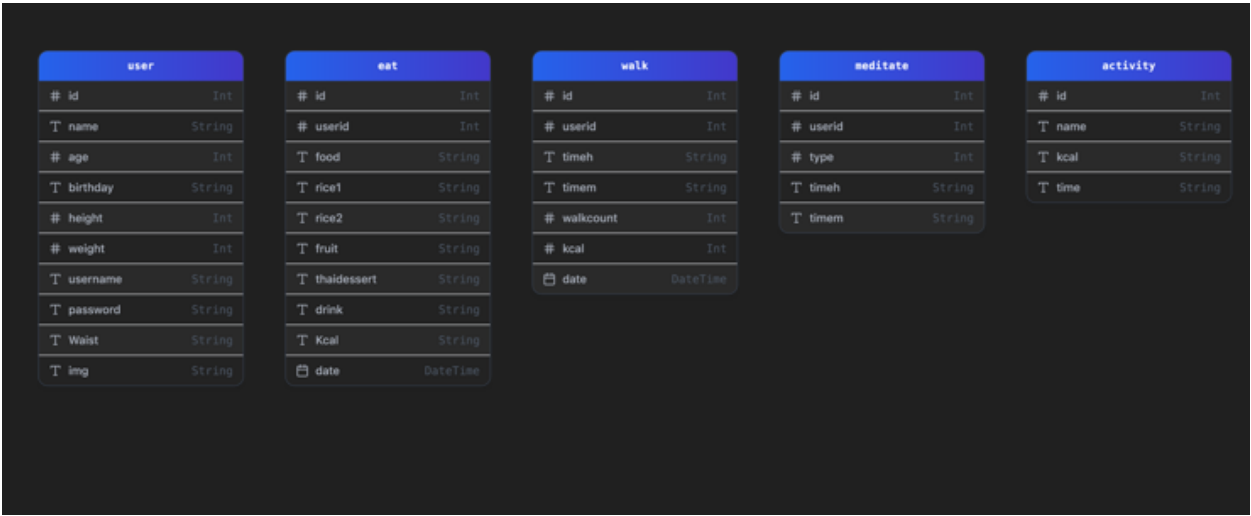 user
# id Int
T name String
# age Int
T birthday String
# height Int
# weight Int
T username String
T password String
T Waist String
T img String
eat
# id Int
# userid Int
T food String
T rice1 String
T rice2 String
T fruit String
T thaidessert String
T drink String
T Kcal String
date DateTime
walk
# id Int
# userid Int
T timeh String
T timem String
# walkcount Int
# kcal Int
date DateTime
meditate
# id Int
# userid Int
# type Int
T timeh String
T timem String
activity
# id Int
T name String
T kcal String
T time String